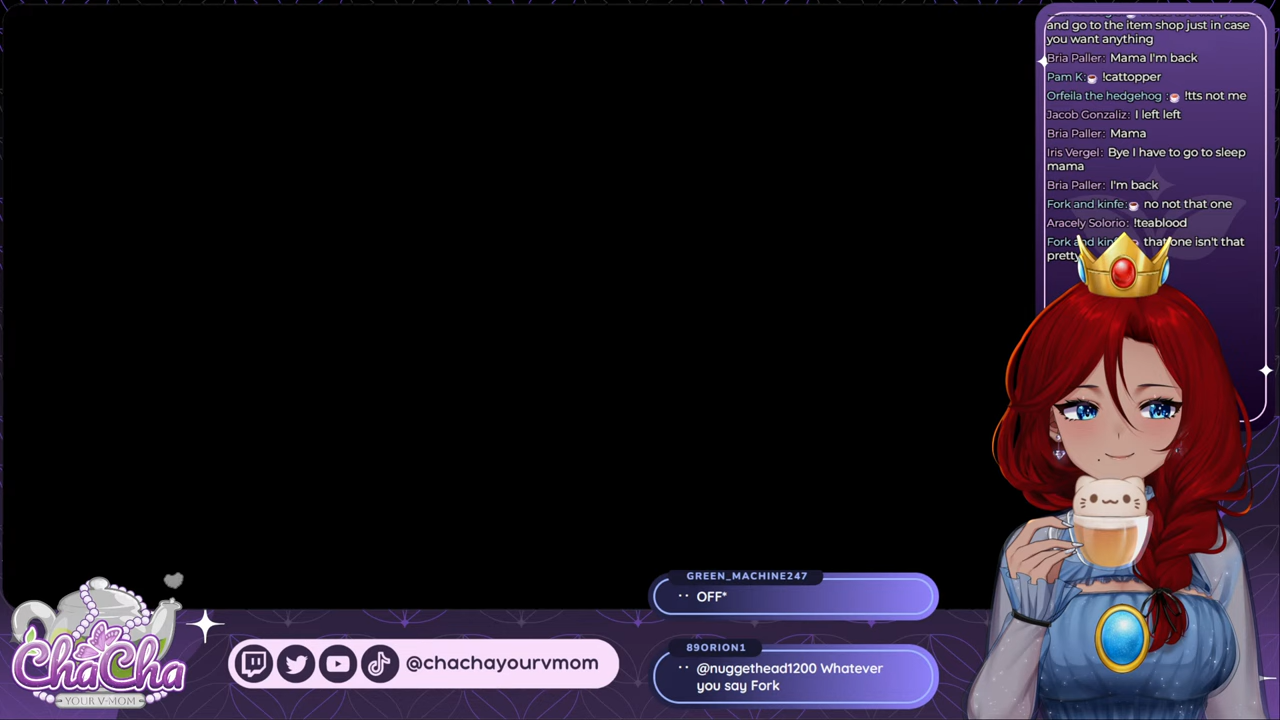 and go to the item shop just in case
you want anything
Bria Paller: Mama I'm back
Pam K: !cattopper
Orfeila the hedgehog : !tts not me
Jacob Gonzaliz: I left left
Bria Paller: Mama
Iris Vergel: Bye I have to go to sleep
mama
Bria Paller: I'm back
Fork and kinfe: no not that one
Aracely Solorio: !teablood
Fork and kin that one isn't that
pretty
GREEN_MACHINE247
OFF*
89ORION1
@nuggethead1200 Whatever
you say Fork
@chachayourvmom
ChaCha
YOUR V-MOM